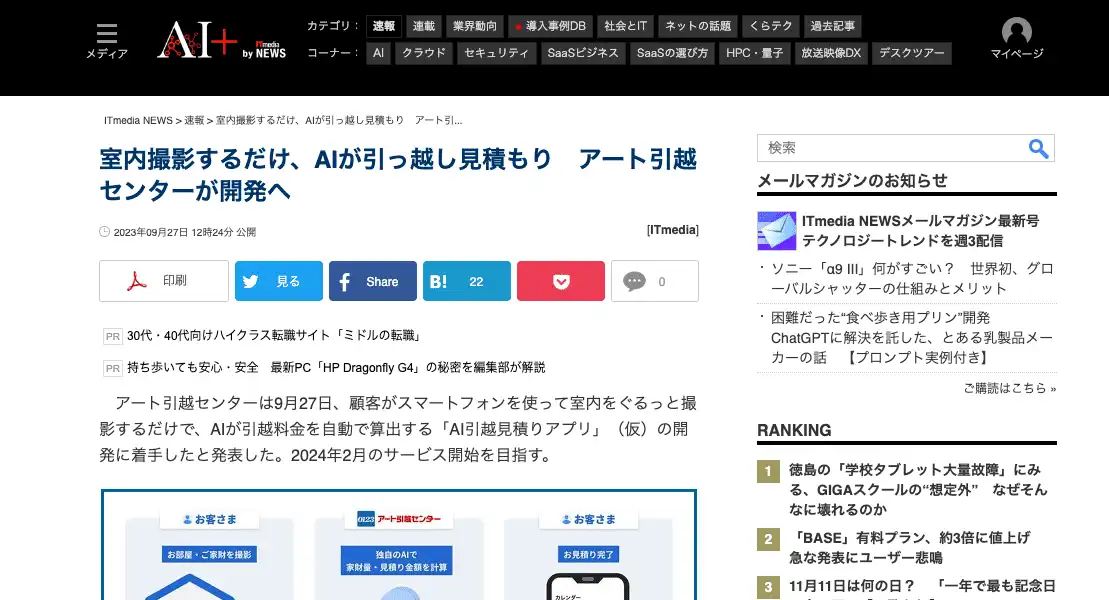 メディア
AI+
by ITmedia NEWS
カテゴリ： 速報 連載 業界動向 導入事例DB 社会とIT ネットの話題 くらテク 過去記事
コーナー： AI クラウド セキュリティ SaaSビジネス SaaSの選び方 HPC・量子 放送映像DX デスクツアー
マイページ
ITmedia NEWS > 速報 > 室内撮影するだけ、AIが引っ越し見積もり　アート引...
室内撮影するだけ、AIが引っ越し見積もり　アート引越
センターが開発へ
2023年09月27日 12時24分 公開
[ITmedia]
印刷 見る Share B! 22 0
PR 30代・40代向けハイクラス転職サイト「ミドルの転職」
PR 持ち歩いても安心・安全　最新PC「HP Dragonfly G4」の秘密を編集部が解説
アート引越センターは9月27日、顧客がスマートフォンを使って室内をぐるっと撮
影するだけで、AIが引越料金を自動で算出する「AI引越見積りアプリ」（仮）の開
発に着手したと発表した。2024年2月のサービス開始を目指す。
お客さま
お部屋・ご家財を撮影
0123 アート引越センター
独自のAIで
家財量・見積り金額を計算
お客さま
お見積り完了
カレンダー
検索
メールマガジンのお知らせ
ITmedia NEWSメールマガジン最新号
テクノロジートレンドを週3配信
・ソニー「α9 III」何がすごい？　世界初、グロ
ーバルシャッターの仕組みとメリット
・困難だった“食べ歩き用プリン”開発
ChatGPTに解決を託した、とある乳製品メー
カーの話　【プロンプト実例付き】
ご購読はこちら »
RANKING
1 徳島の「学校タブレット大量故障」にみ
る、GIGAスクールの“想定外”　なぜそん
なに壊れるのか
2 「BASE」有料プラン、約3倍に値上げ
急な発表にユーザー悲鳴
3 11月11日は何の日？　「一年で最も記念日